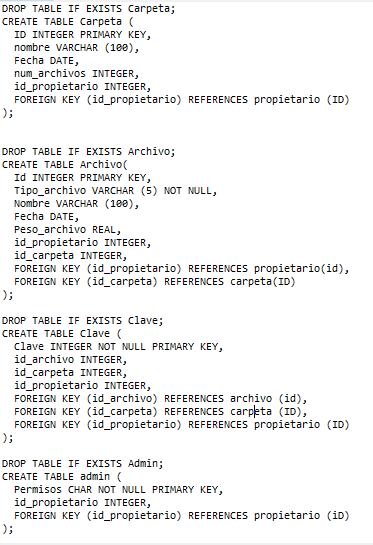 DROP TABLE IF EXISTS Carpeta;
CREATE TABLE Carpeta (
ID INTEGER PRIMARY KEY,
nombre VARCHAR (100),
Fecha DATE,
num_archivos INTEGER,
id_propietario INTEGER,
FOREIGN KEY (id_propietario) REFERENCES propietario (ID)
);
DROP TABLE IF EXISTS Archivo;
CREATE TABLE Archivo(
Id INTEGER PRIMARY KEY,
Tipo_archivo VARCHAR (5) NOT NULL,
Nombre VARCHAR (100),
Fecha DATE,
Peso_archivo REAL,
id_propietario INTEGER,
id_carpeta INTEGER,
FOREIGN KEY (id_propietario) REFERENCES propietario(id),
FOREIGN KEY (id_carpeta) REFERENCES carpeta(ID)
);
DROP TABLE IF EXISTS Clave;
CREATE TABLE Clave (
Clave INTEGER NOT NULL PRIMARY KEY,
id_archivo INTEGER,
id_carpeta INTEGER,
id_propietario INTEGER,
FOREIGN KEY (id_archivo) REFERENCES archivo (id),
FOREIGN KEY (id_carpeta) REFERENCES carpeta (ID),
FOREIGN KEY (id_propietario) REFERENCES propietario (ID)
);
DROP TABLE IF EXISTS Admin;
CREATE TABLE admin (
Permisos CHAR NOT NULL PRIMARY KEY,
id_propietario INTEGER,
FOREIGN KEY (id_propietario) REFERENCES propietario (iD)
);